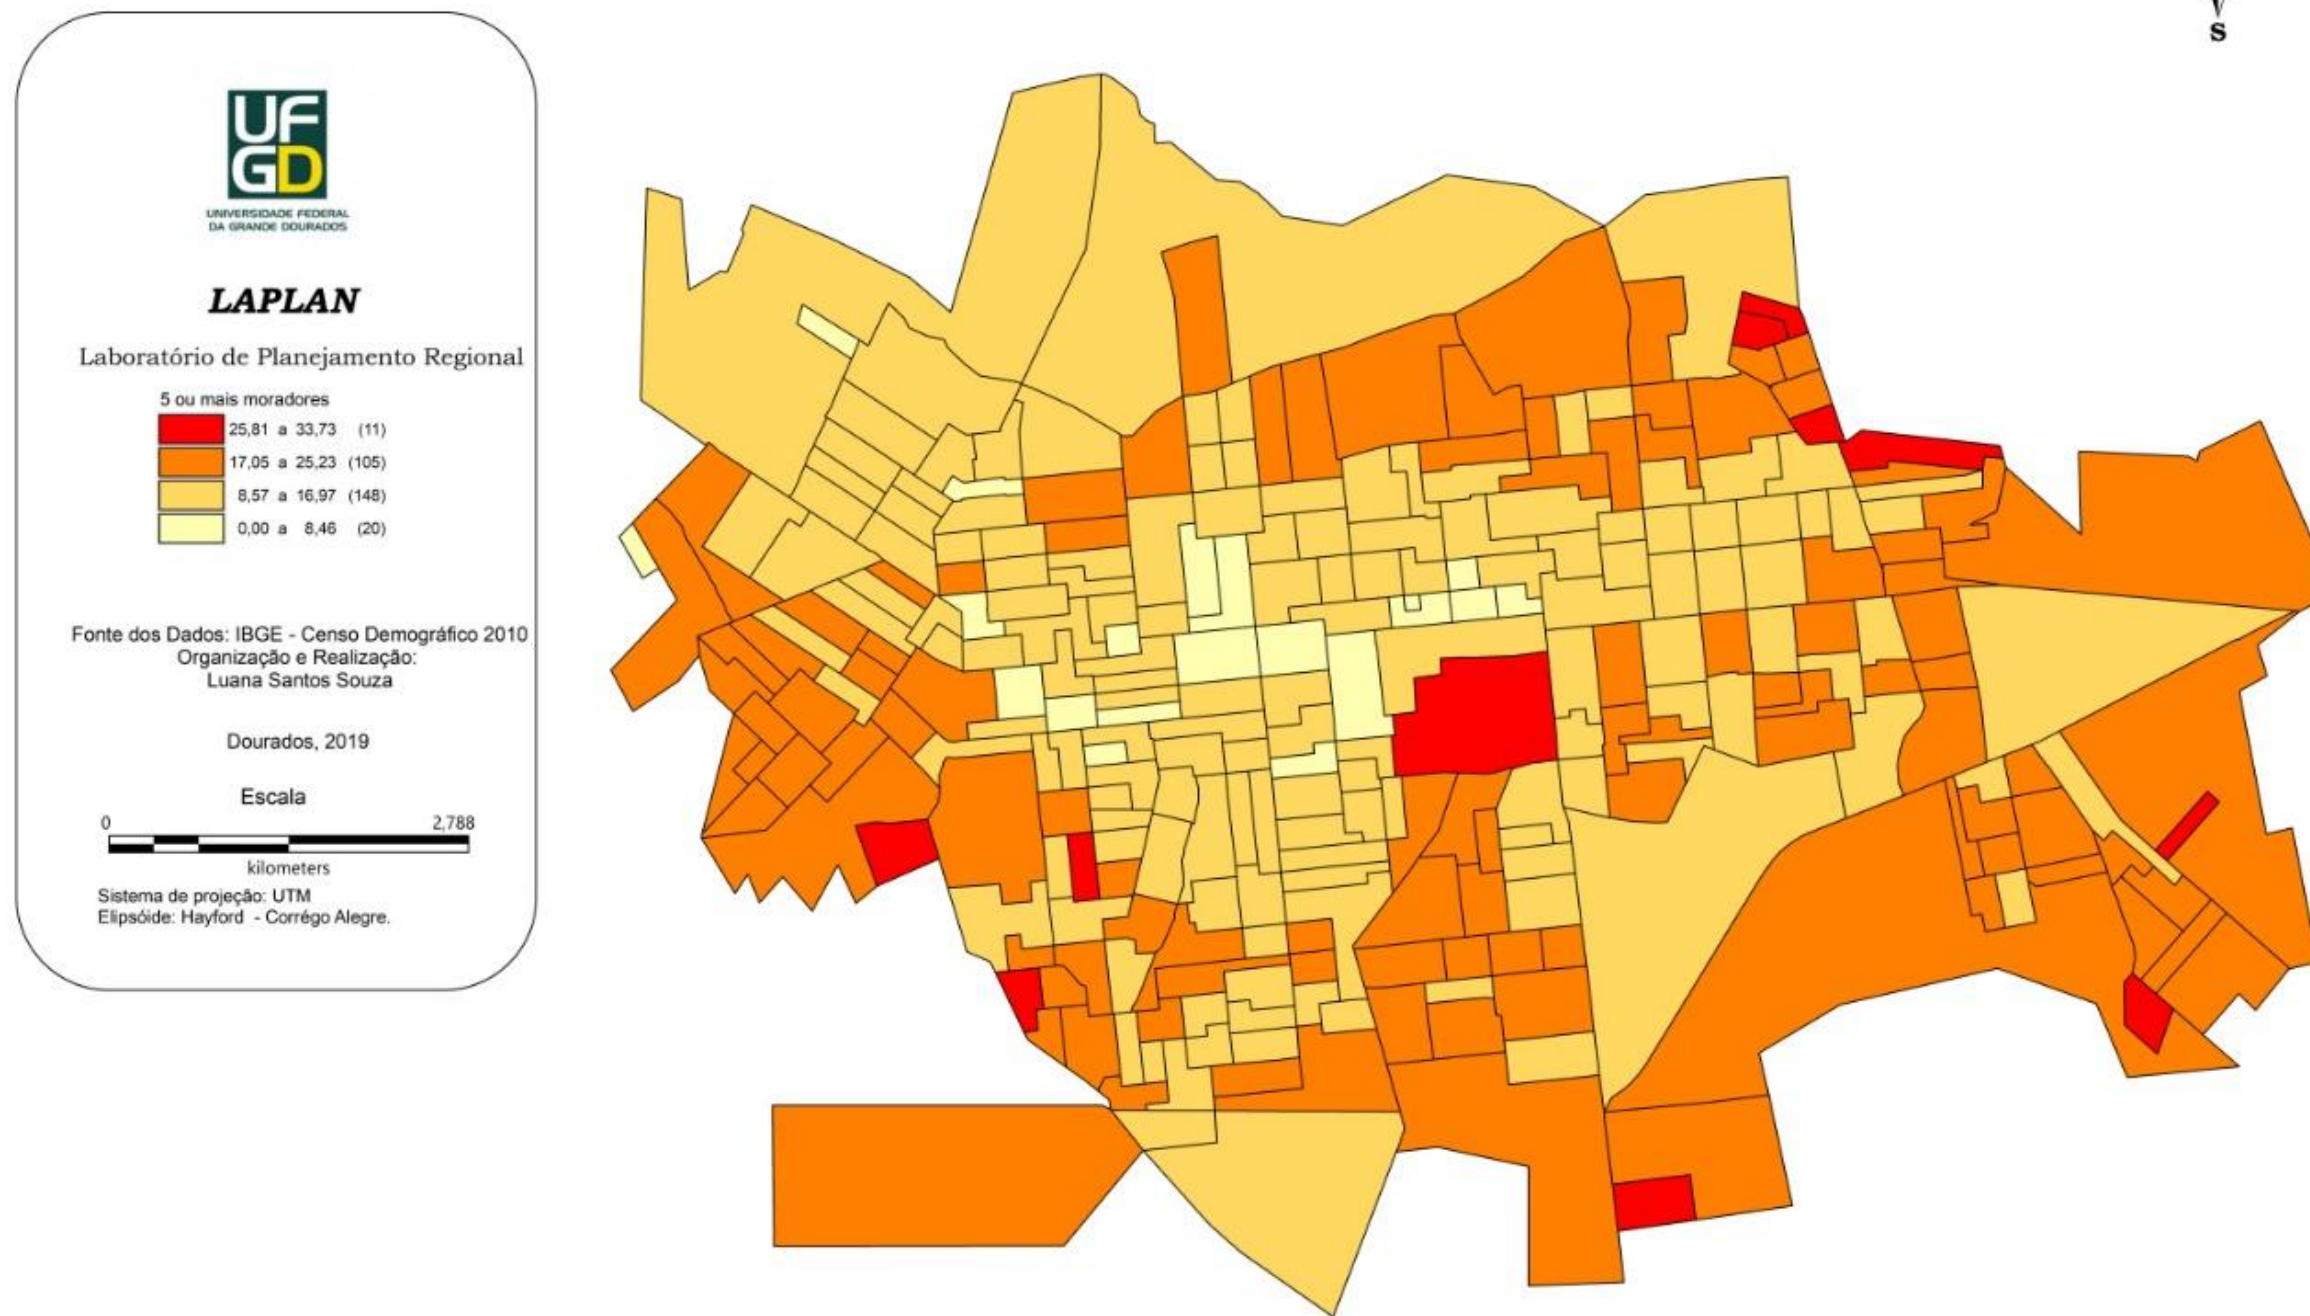 S
UF
GD
UNIVERSIDADE FEDERAL
DA GRANDE DOURADOS
LAPLAN
Laboratório de Planejamento Regional
5 ou mais moradores
25,81 a 33,73 (11)
17,05 a 25,23 (105)
8,57 a 16,97 (148)
0,00 a 8,46 (20)
Fonte dos Dados: IBGE - Censo Demográfico 2010
Organização e Realização:
Luana Santos Souza
Dourados, 2019
Escala
0 2,788
kilometers
Sistema de projeção: UTM
Elipsóide: Hayford - Corrégo Alegre.